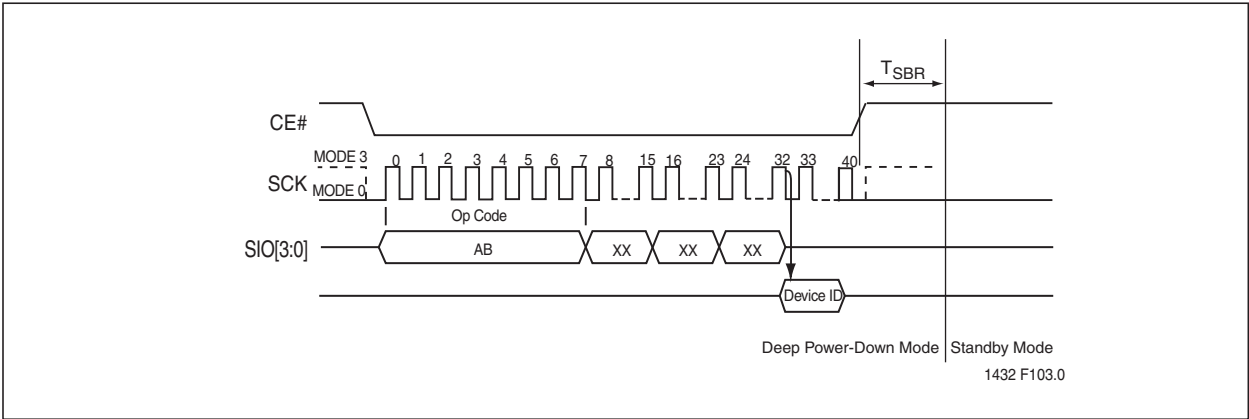 TSBR
CE#
MODE 3
0 1 2 3 4 5 6 7 8 15 16 23 24 32 33 40
SCK
MODE 0
Op Code
SIO[3:0]
AB XX XX XX
Device ID
Deep Power-Down Mode Standby Mode
1432 F103.0